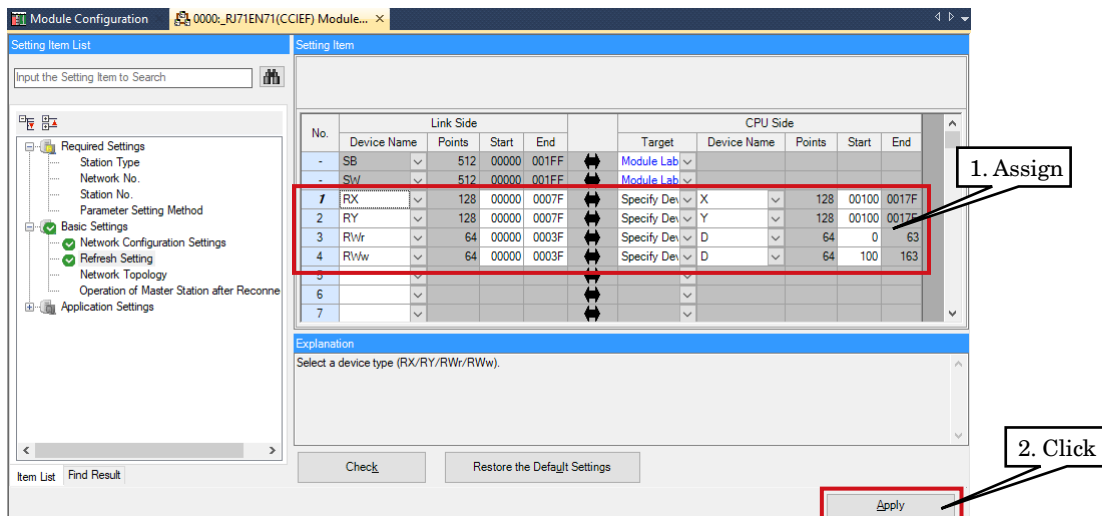 Module Configuration
0000:_RJ71EN71(CCIEF) Module...
Setting Item List
Input the Setting Item to Search
Required Settings
Station Type
Network No.
Station No.
Parameter Setting Method
Basic Settings
Network Configuration Settings
Refresh Setting
Network Topology
Operation of Master Station after Reconne
Application Settings
Item List Find Result
Setting Item
No. Link Side CPU Side
Device Name Points Start End Target Device Name Points Start End
- SB 512 00000 001FF Module Lab
- SW 512 00000 001FF Module Lab
1 RX 128 00000 0007F Specify Dev X 128 00100 0017F
2 RY 128 00000 0007F Specify Dev Y 128 00100 0017F
3 RWr 64 00000 0003F Specify Dev D 64 0 63
4 RWw 64 00000 0003F Specify Dev D 64 100 163
5
6
7
1. Assign
Explanation
Select a device type (RX/RY/RWr/RWw).
Check Restore the Default Settings
2. Click
Apply